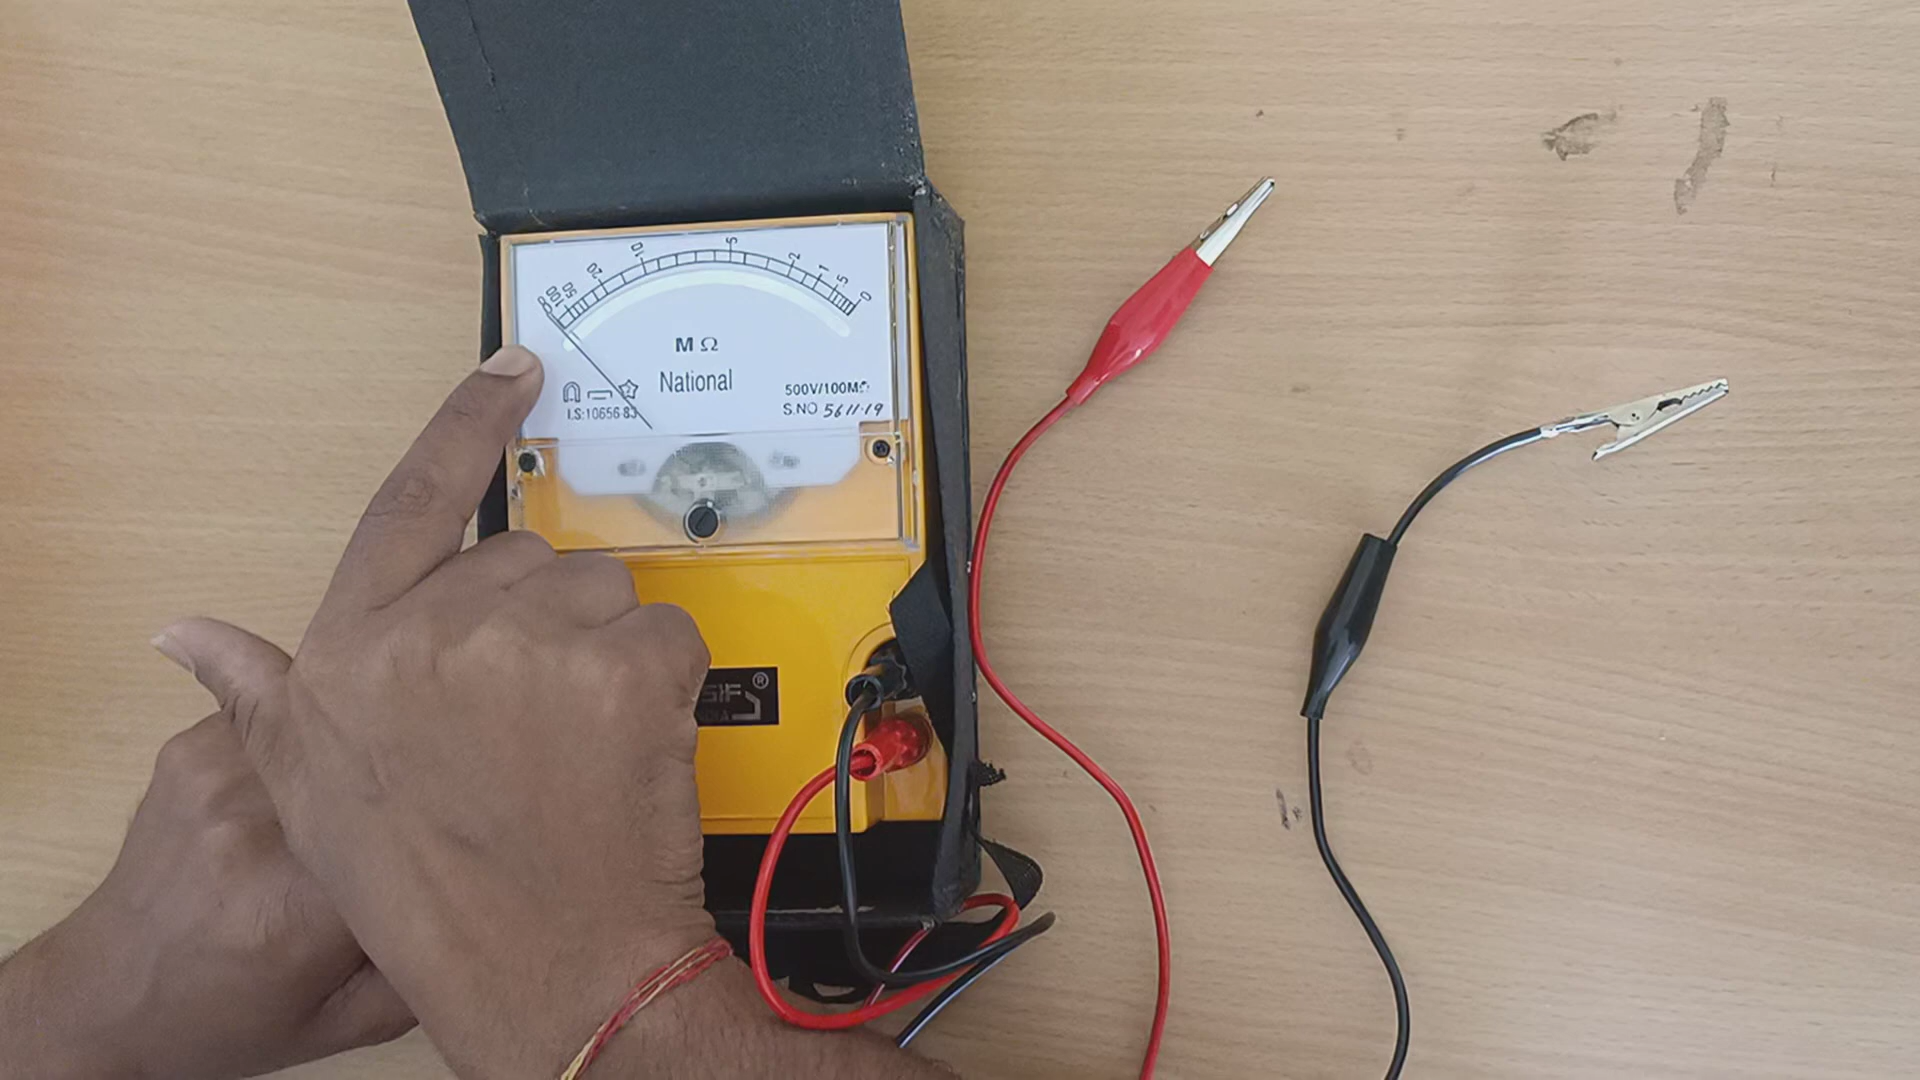 ∞ 100 50 20 10 5 2 1 .5 0
M Ω
National
500V/100MΩ
I.S:10656 83
S.NO 5611-19
®